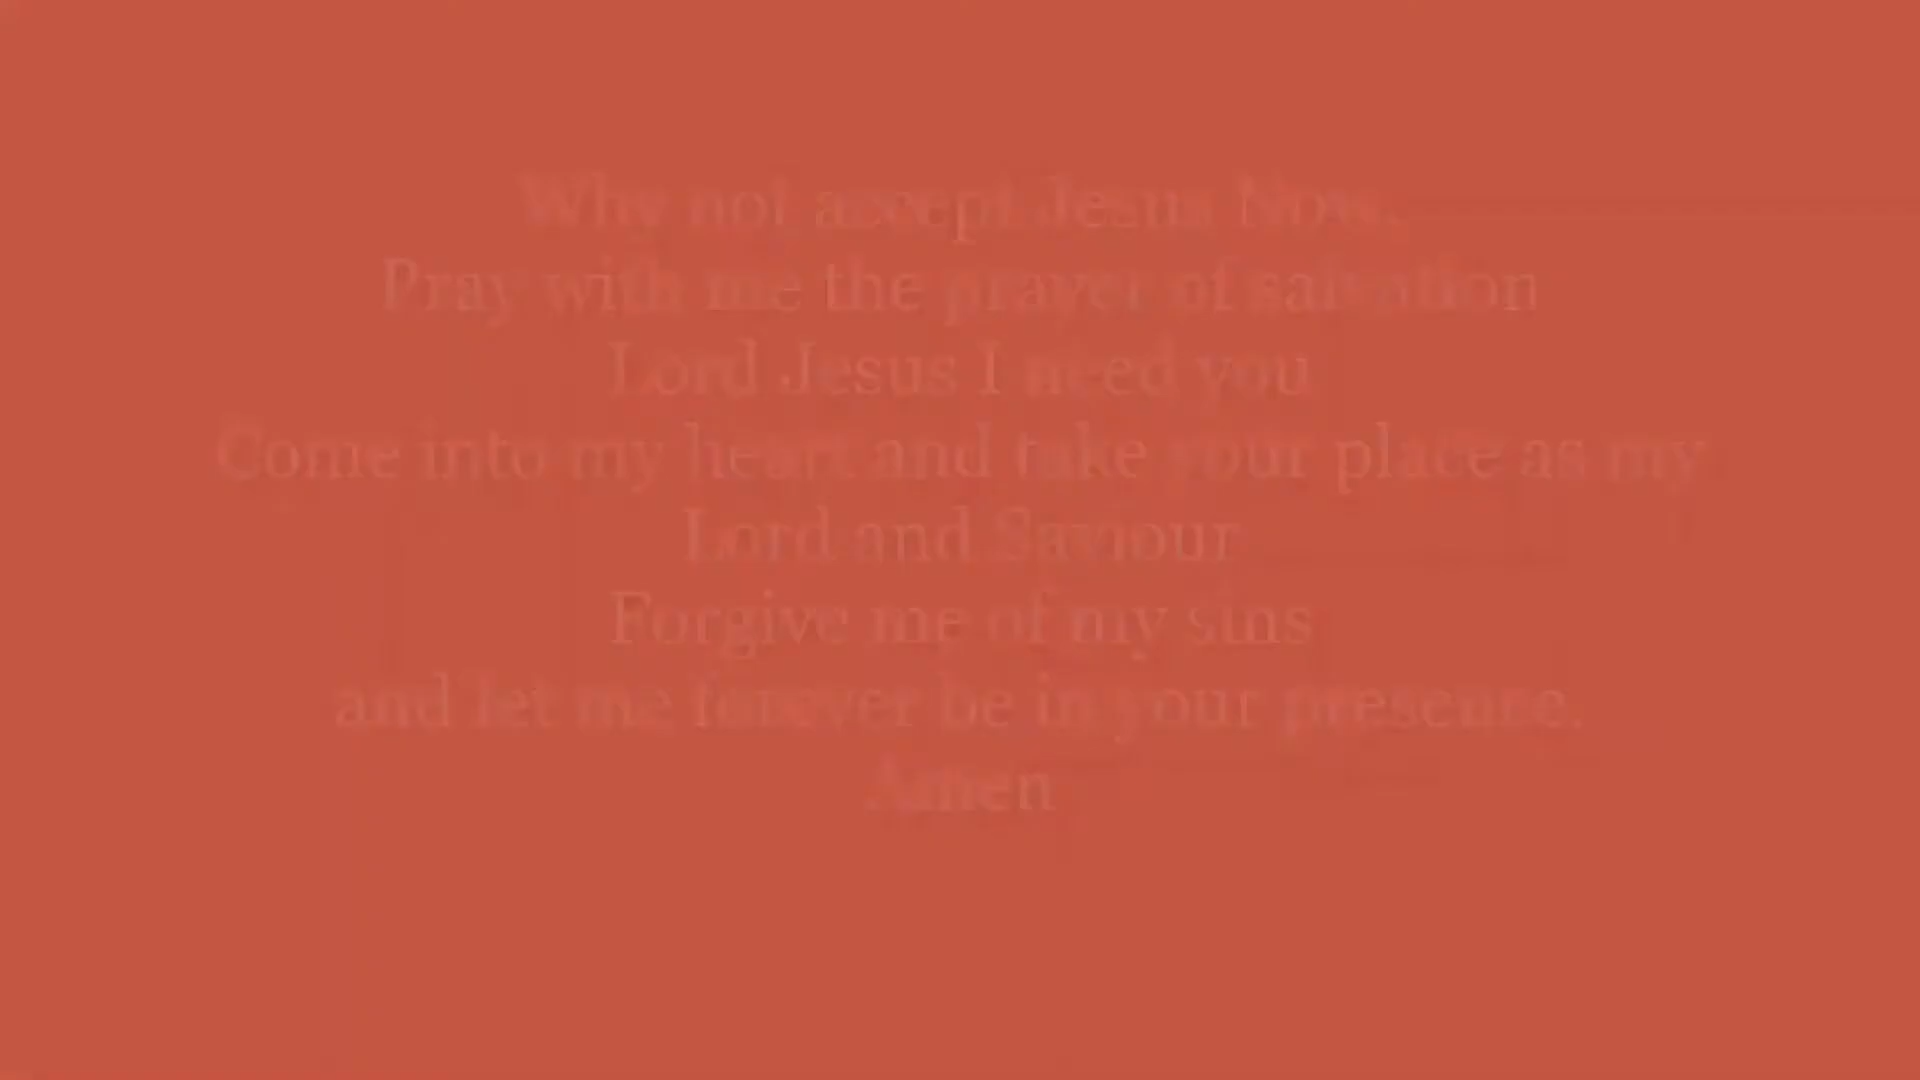 Why not accept Jesus Now,
Pray with me the prayer of salvation
Lord Jesus I need you
Come into my heart and take your place as my
Lord and Saviour
Forgive me of my sins
and let me forever be in your presence.
Amen